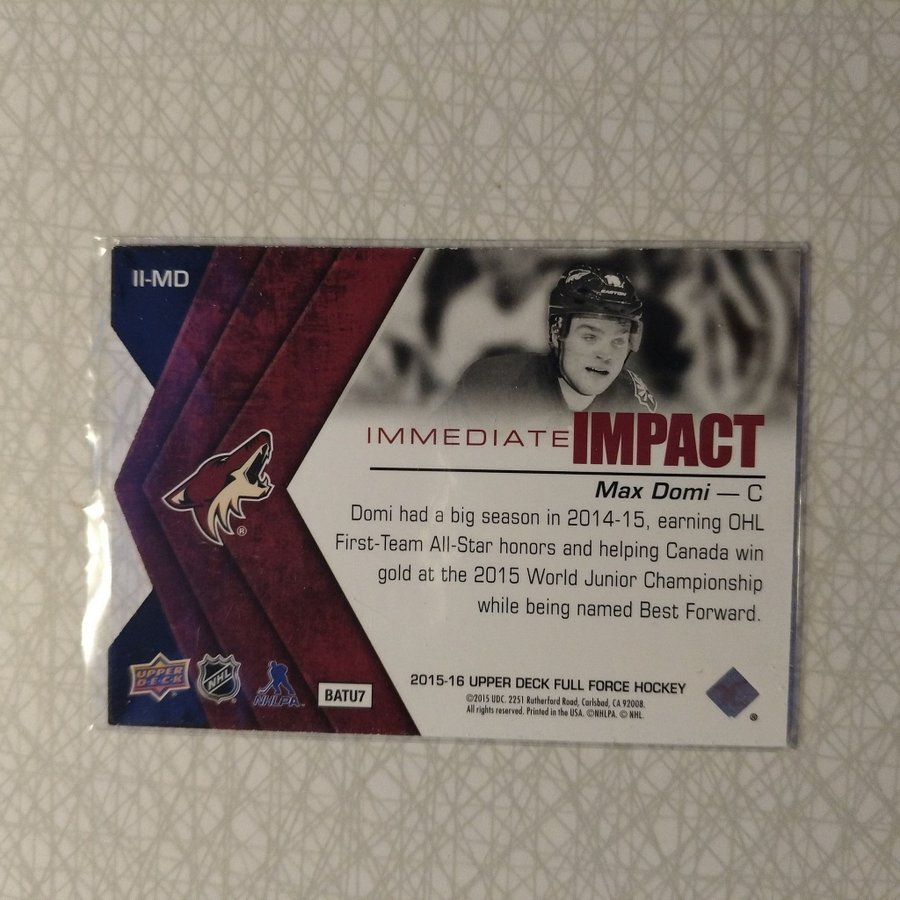 II-MD
EASTON
IMMEDIATE IMPACT
Max Domi — C
Domi had a big season in 2014-15, earning OHL
First-Team All-Star honors and helping Canada win
gold at the 2015 World Junior Championship
while being named Best Forward.
®
UPPER
DECK
NHL
NHLPA
BATU7
2015-16 UPPER DECK FULL FORCE HOCKEY
©2015 UDC. 2251 Rutherford Road, Carlsbad, CA 92008.
All rights reserved. Printed in the USA. ©NHLPA. © NHL.
®